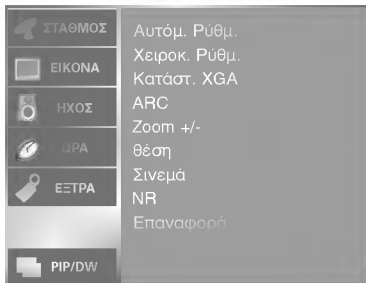 ΣΤΑΘΜΟΣ
ΕΙΚΟΝΑ
ΗΧΟΣ
ΩΡΑ
ΕΞΤΡΑ
PIP/DW
Αυτόμ. Ρύθμ.
Χειροκ. Ρύθμ.
Κατάστ. XGA
ARC
Zoom +/-
θέση
Σινεμά
NR
Επαναφορά